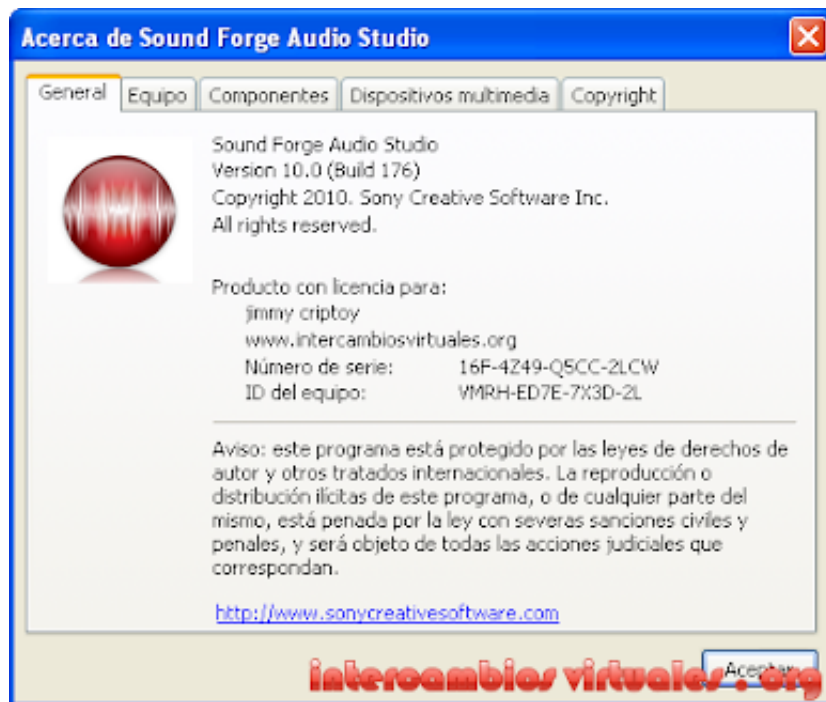 Acerca de Sound Forge Audio Studio
General Equipo Componentes Dispositivos multimedia Copyright
Sound Forge Audio Studio
Version 10.0 (Build 176)
Copyright 2010. Sony Creative Software Inc.
All rights reserved.
Producto con licencia para:
jimmy criptoy
www.intercambiosvirtuales.org
Número de serie: 16F-4Z49-Q5CC-2LCW
ID del equipo: VMRH-ED7E-7X3D-2L
Aviso: este programa está protegido por las leyes de derechos de
autor y otros tratados internacionales. La reproducción o
distribución ilícitas de este programa, o de cualquier parte del
mismo, está penada por la ley con severas sanciones civiles y
penales, y será objeto de todas las acciones judiciales que
correspondan.
http://www.sonycreativesoftware.com
Aceptar
intercambios virtuales.org